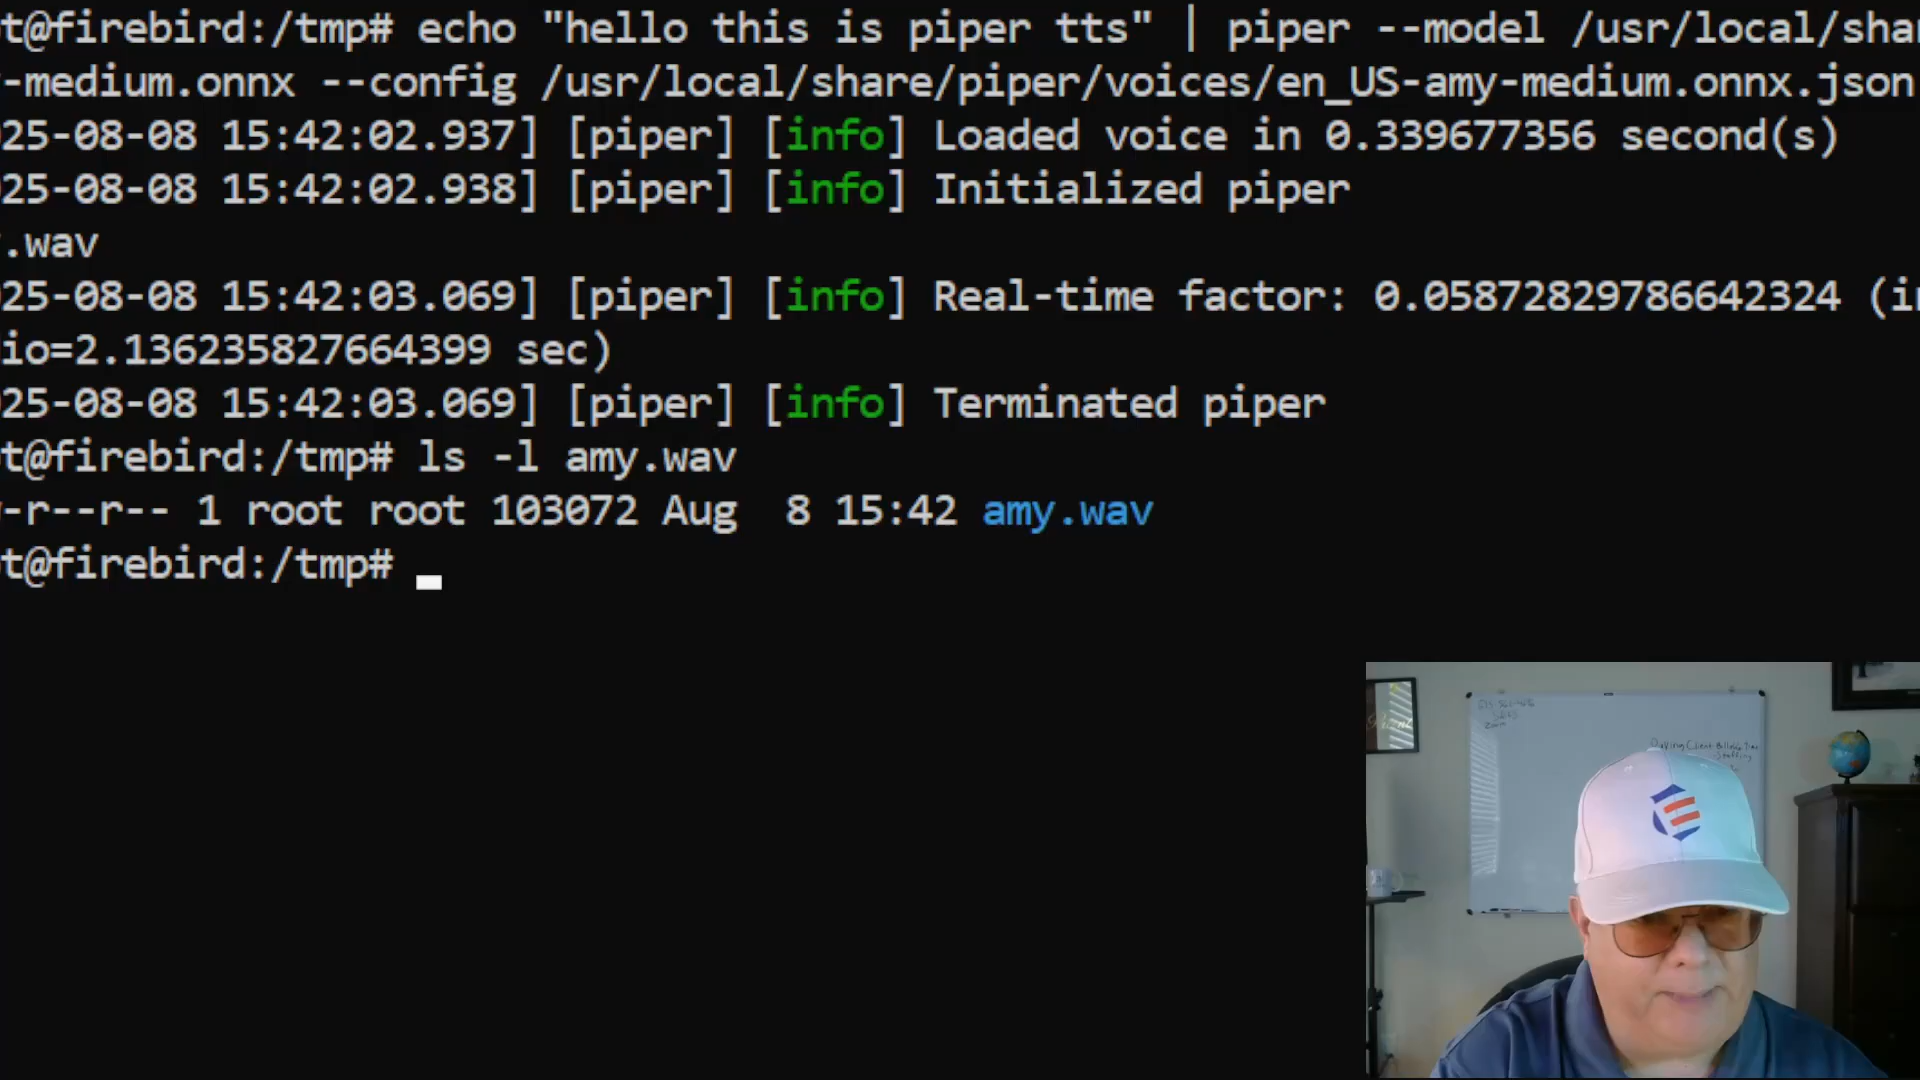 t@firebird:/tmp# echo "hello this is piper tts" | piper --model /usr/local/shar
-medium.onnx --config /usr/local/share/piper/voices/en_US-amy-medium.onnx.json
25-08-08 15:42:02.937] [piper] [info] Loaded voice in 0.339677356 second(s)
25-08-08 15:42:02.938] [piper] [info] Initialized piper
.wav
25-08-08 15:42:03.069] [piper] [info] Real-time factor: 0.05872829786642324 (in
io=2.136235827664399 sec)
25-08-08 15:42:03.069] [piper] [info] Terminated piper
t@firebird:/tmp# ls -l amy.wav
-r--r-- 1 root root 103072 Aug  8 15:42 amy.wav
t@firebird:/tmp#